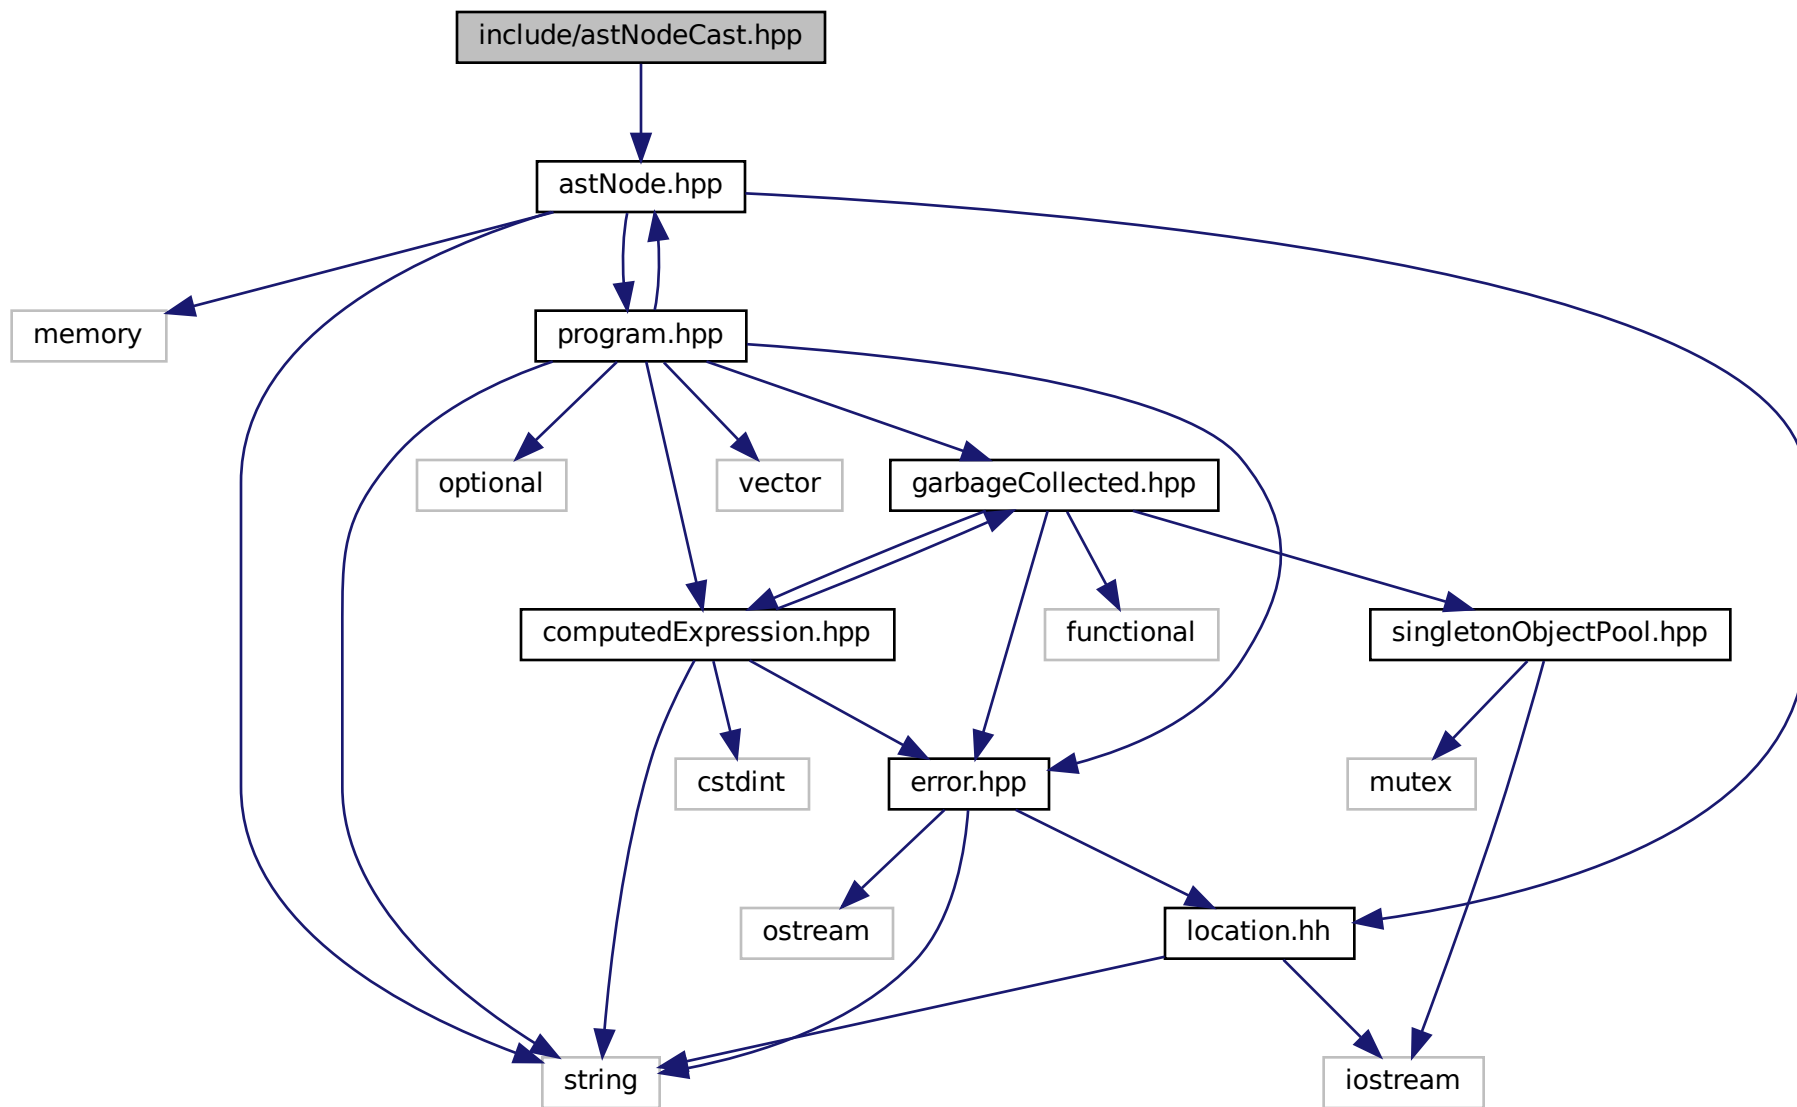 include/astNodeCast.hpp
astNode.hpp
memory
program.hpp
optional
vector
garbageCollected.hpp
computedExpression.hpp
functional
singletonObjectPool.hpp
cstdint
error.hpp
mutex
ostream
location.hh
string
iostream